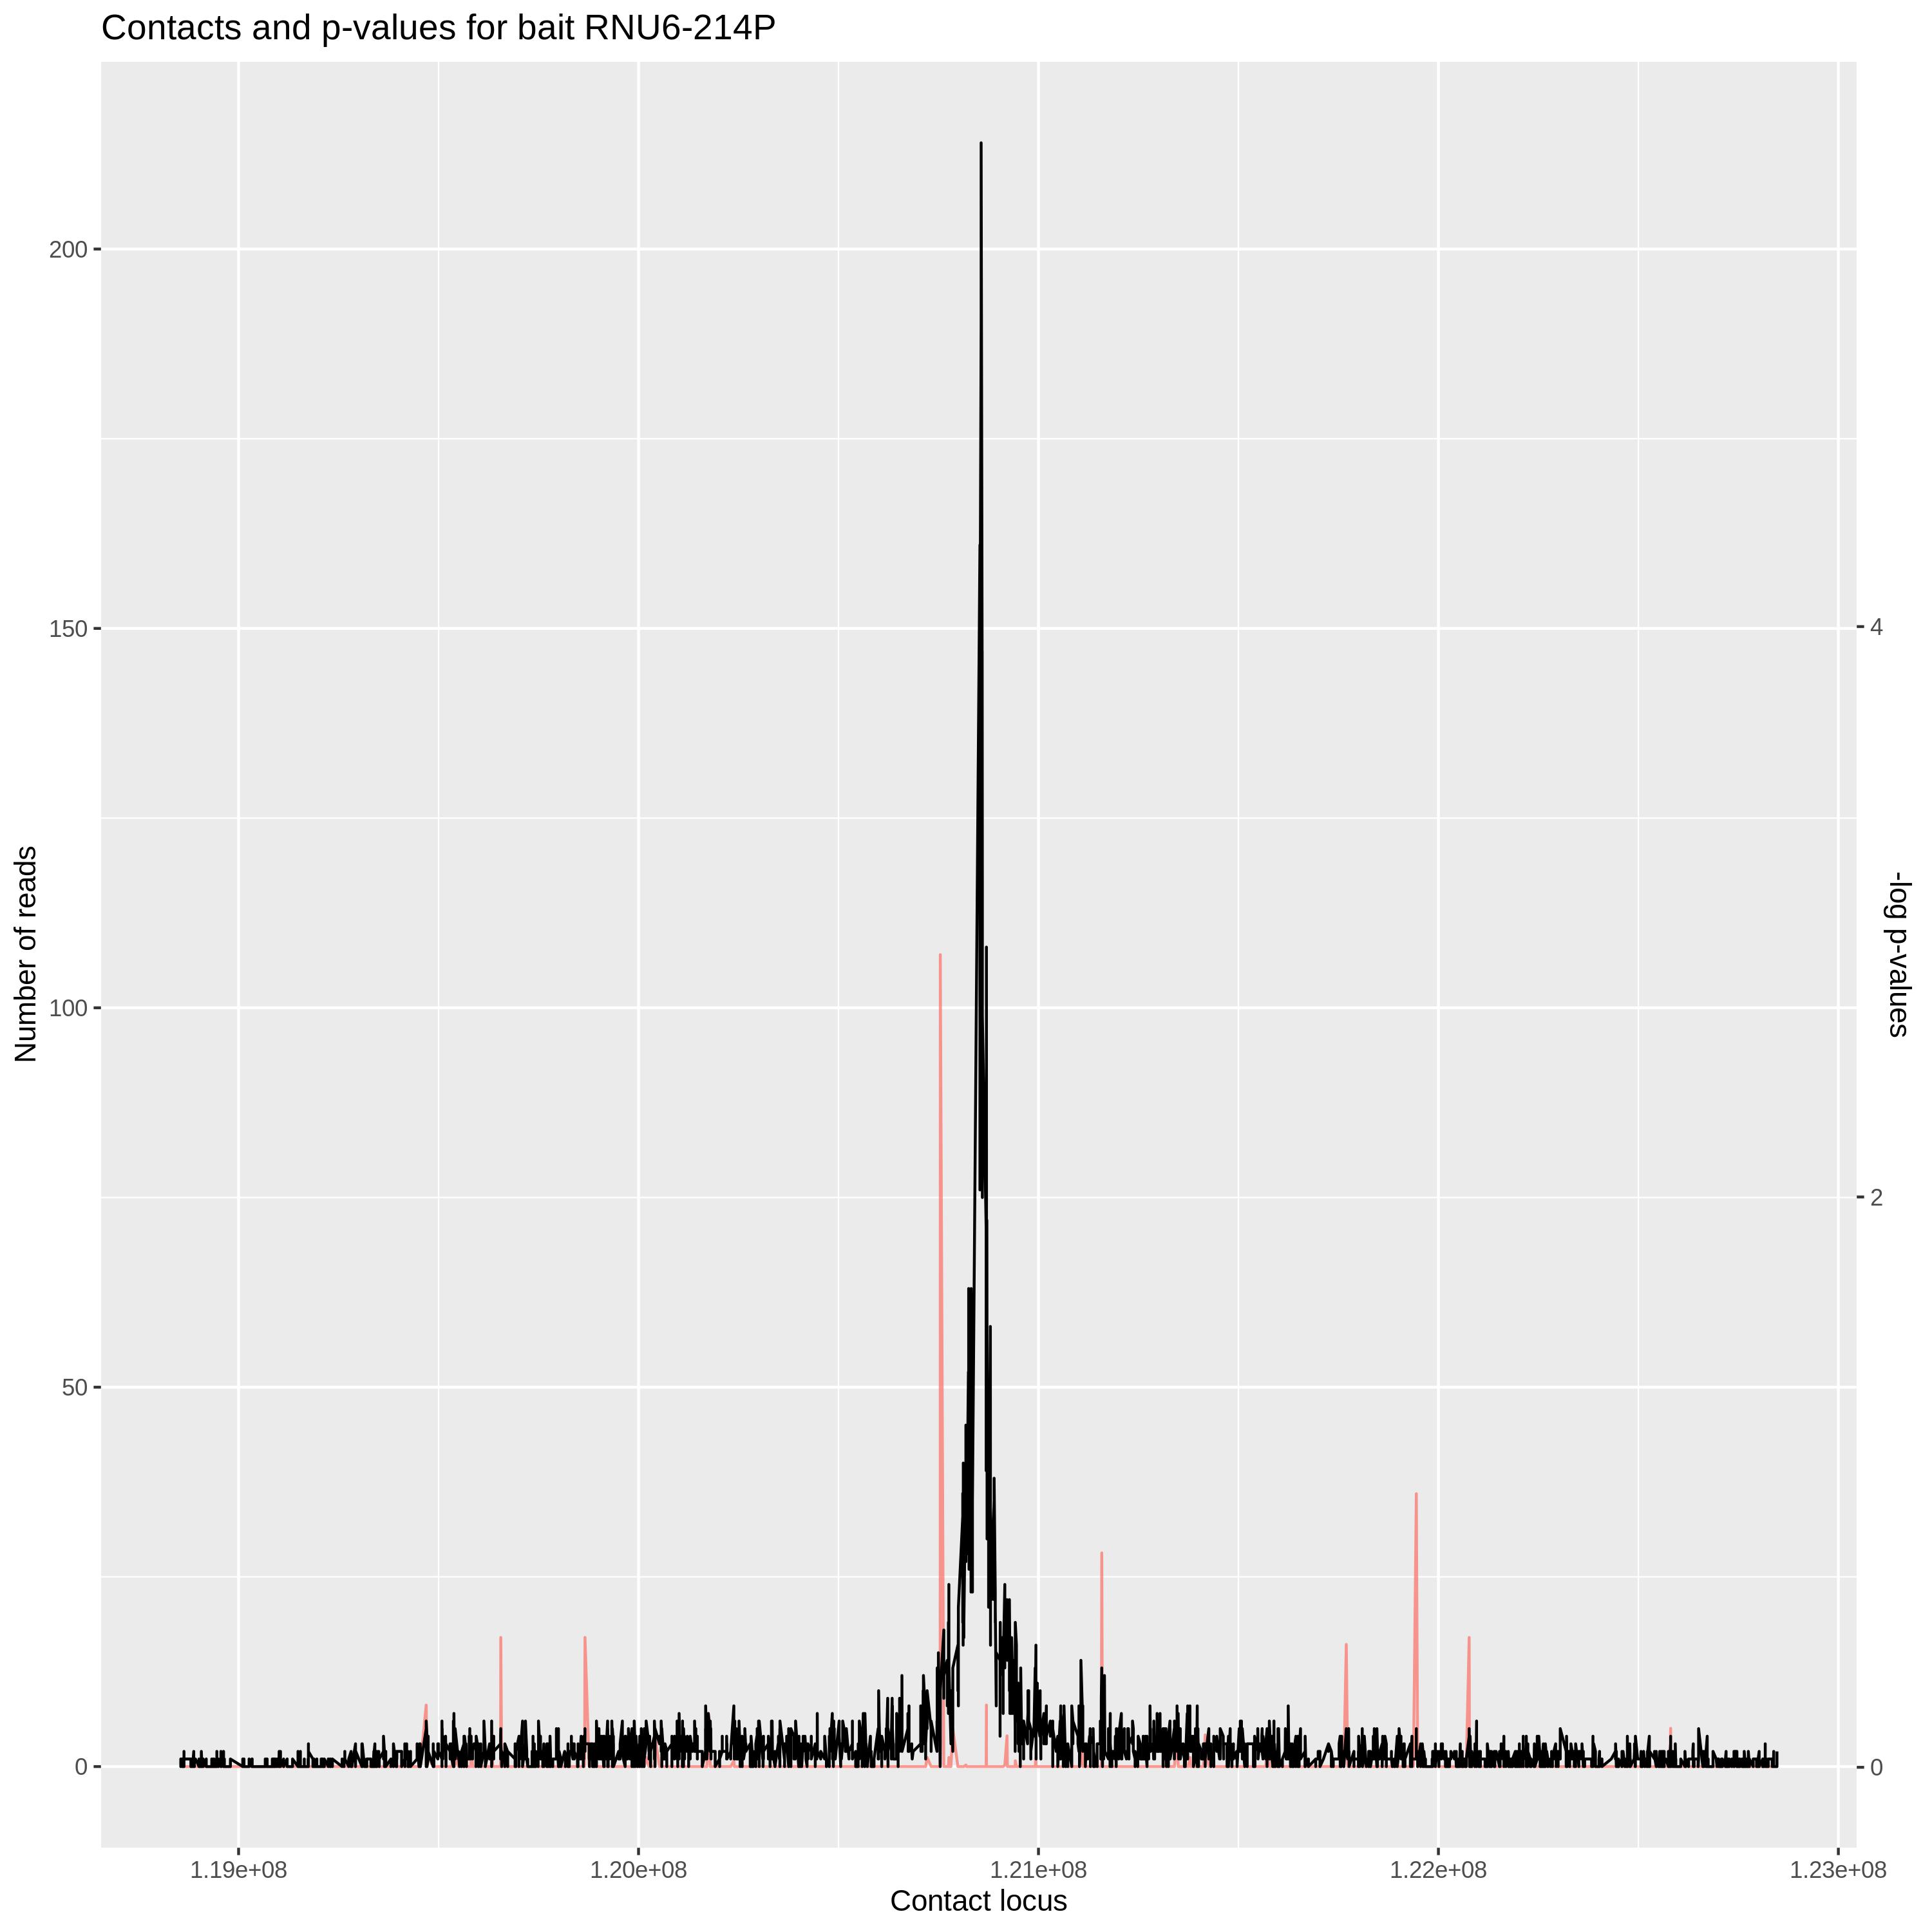 Contacts and p-values for bait RNU6-214P
200
150
100
50
0
Number of reads
4
2
0
-log p-values
1.19e+08
1.20e+08
1.21e+08
1.22e+08
1.23e+08
Contact locus